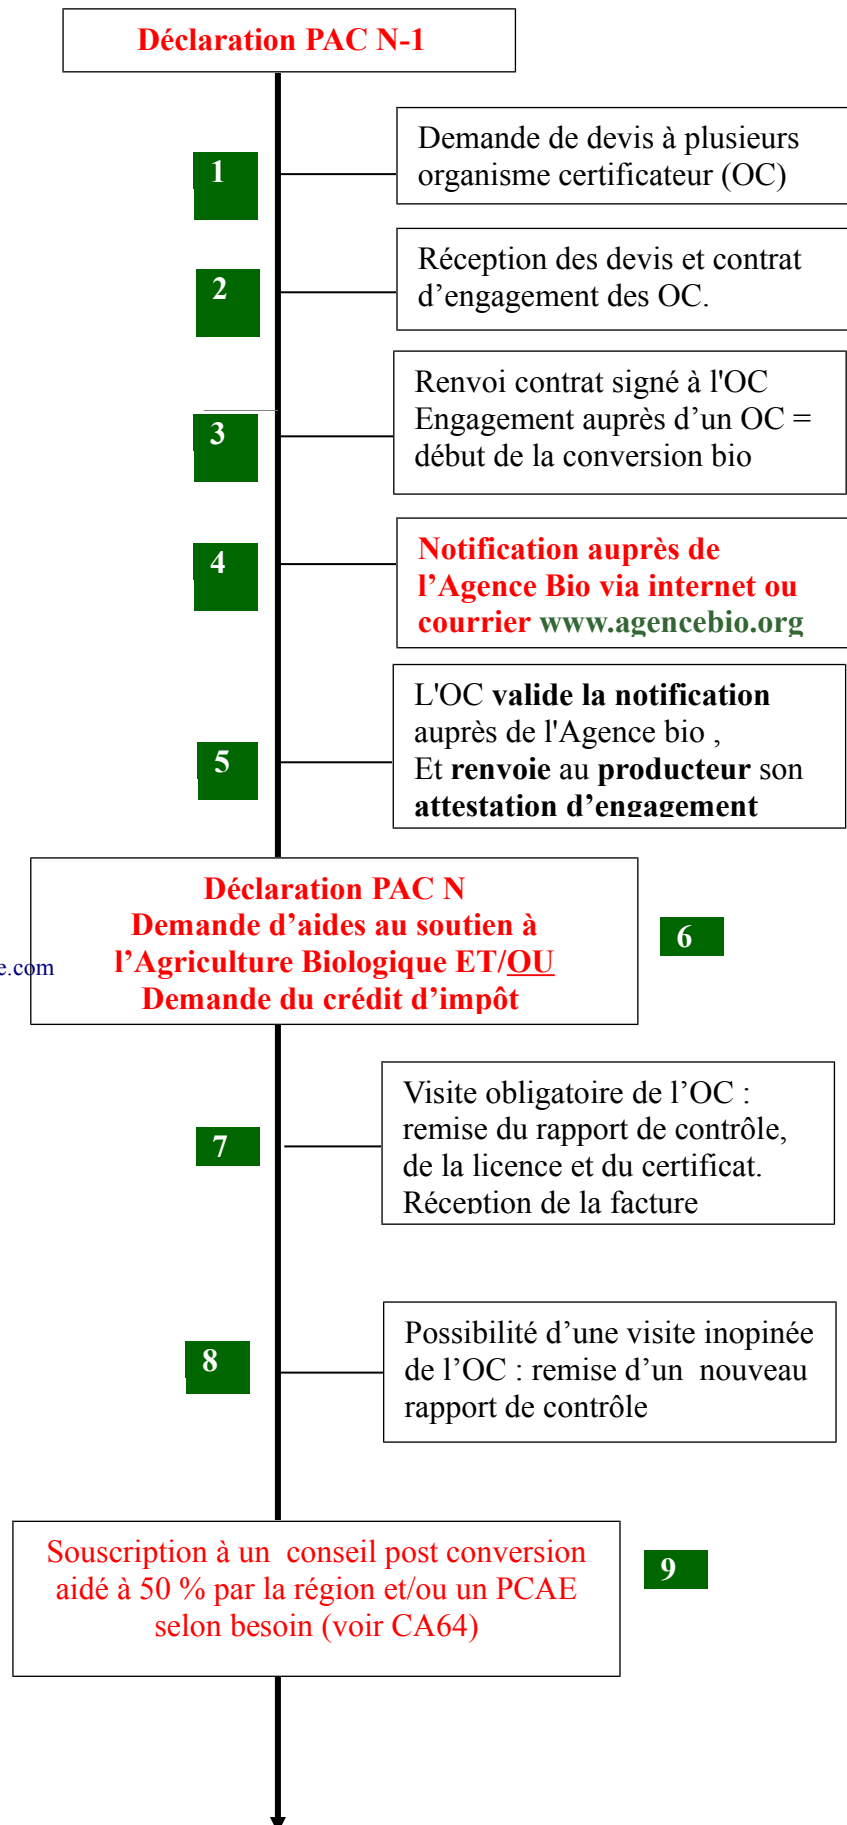 Déclaration PAC N-1
1
Demande de devis à plusieurs
organisme certificateur (OC)
2
Réception des devis et contrat
d’engagement des OC.
3
Renvoi contrat signé à l'OC
Engagement auprès d’un OC =
début de la conversion bio
4
Notification auprès de
l’Agence Bio via internet ou
courrier www.agencebio.org
5
L'OC valide la notification
auprès de l'Agence bio ,
Et renvoie au producteur son
attestation d’engagement
Déclaration PAC N
Demande d’aides au soutien à
l’Agriculture Biologique ET/OU
Demande du crédit d’impôt
6
e.com
7
Visite obligatoire de l’OC :
remise du rapport de contrôle,
de la licence et du certificat.
Réception de la facture
8
Possibilité d’une visite inopinée
de l’OC : remise d’un  nouveau
rapport de contrôle
Souscription à un  conseil post conversion
aidé à 50 % par la région et/ou un PCAE
selon besoin (voir CA64)
9